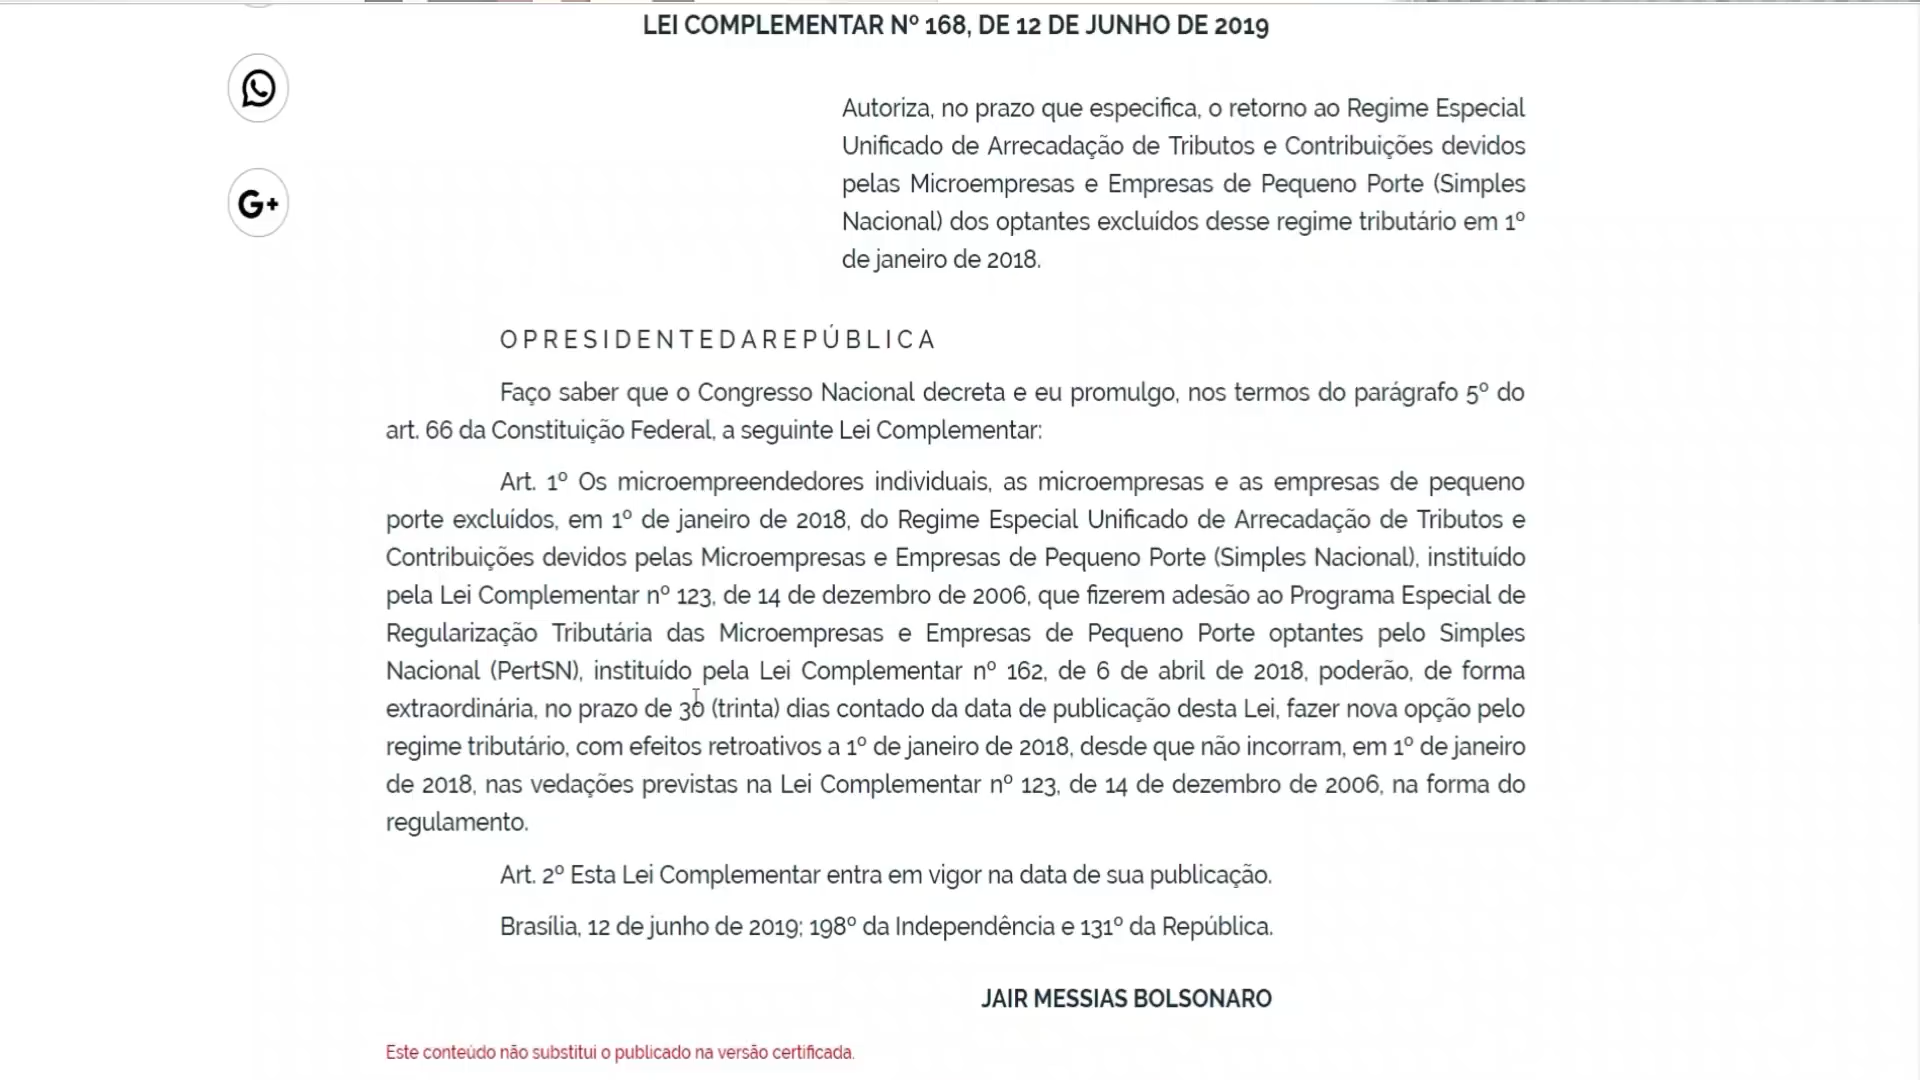 LEI COMPLEMENTAR Nº 168, DE 12 DE JUNHO DE 2019
Autoriza, no prazo que especifica, o retorno ao Regime Especial
Unificado de Arrecadação de Tributos e Contribuições devidos
pelas Microempresas e Empresas de Pequeno Porte (Simples
Nacional) dos optantes excluídos desse regime tributário em 1º
de janeiro de 2018.
G+
O P R E S I D E N T E D A R E P Ú B L I C A
Faço saber que o Congresso Nacional decreta e eu promulgo, nos termos do parágrafo 5º do
art. 66 da Constituição Federal, a seguinte Lei Complementar:
Art. 1º Os microempreendedores individuais, as microempresas e as empresas de pequeno
porte excluídos, em 1º de janeiro de 2018, do Regime Especial Unificado de Arrecadação de Tributos e
Contribuições devidos pelas Microempresas e Empresas de Pequeno Porte (Simples Nacional), instituído
pela Lei Complementar nº 123, de 14 de dezembro de 2006, que fizerem adesão ao Programa Especial de
Regularização Tributária das Microempresas e Empresas de Pequeno Porte optantes pelo Simples
Nacional (PertSN), instituído pela Lei Complementar nº 162, de 6 de abril de 2018, poderão, de forma
extraordinária, no prazo de 30 (trinta) dias contado da data de publicação desta Lei, fazer nova opção pelo
regime tributário, com efeitos retroativos a 1º de janeiro de 2018, desde que não incorram, em 1º de janeiro
de 2018, nas vedações previstas na Lei Complementar nº 123, de 14 de dezembro de 2006, na forma do
regulamento.
Art. 2º Esta Lei Complementar entra em vigor na data de sua publicação.
Brasília, 12 de junho de 2019; 198º da Independência e 131º da República.
JAIR MESSIAS BOLSONARO
Este conteúdo não substitui o publicado na versão certificada.